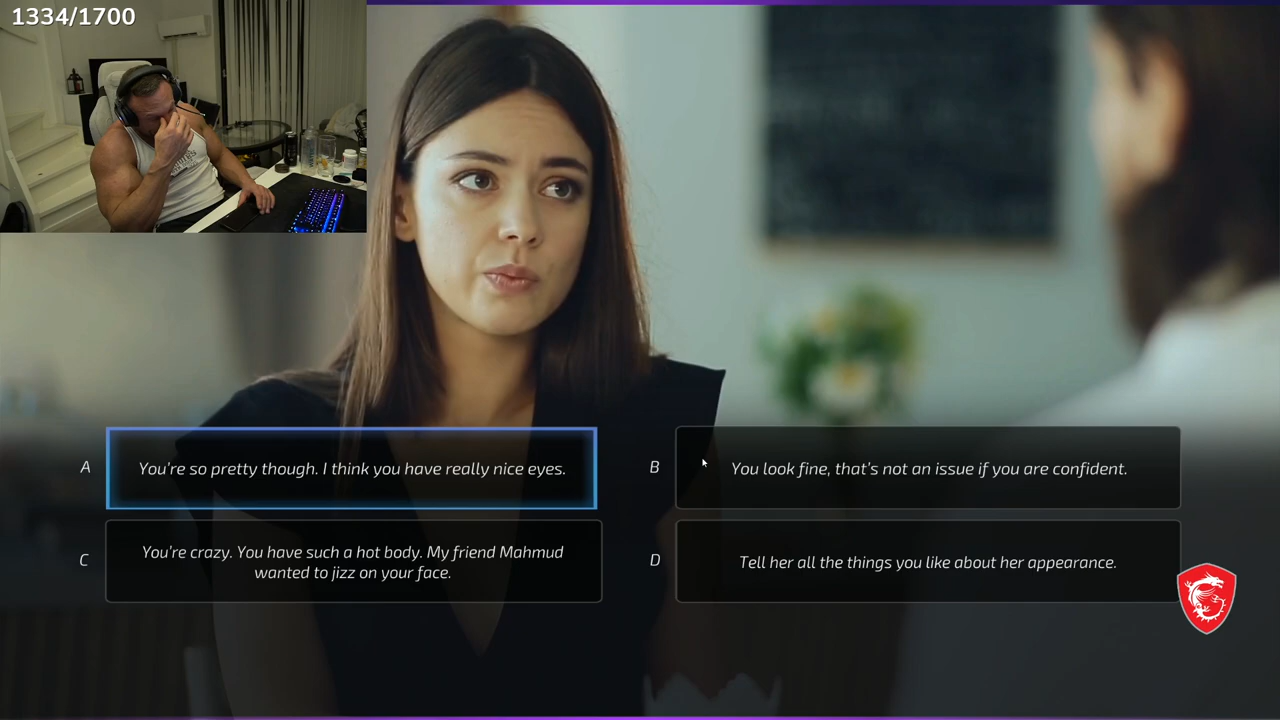 1334/1700
A
You're so pretty though. I think you have really nice eyes.
B
You look fine, that's not an issue if you are confident.
C
You're crazy. You have such a hot body. My friend Mahmud
wanted to jizz on your face.
D
Tell her all the things you like about her appearance.